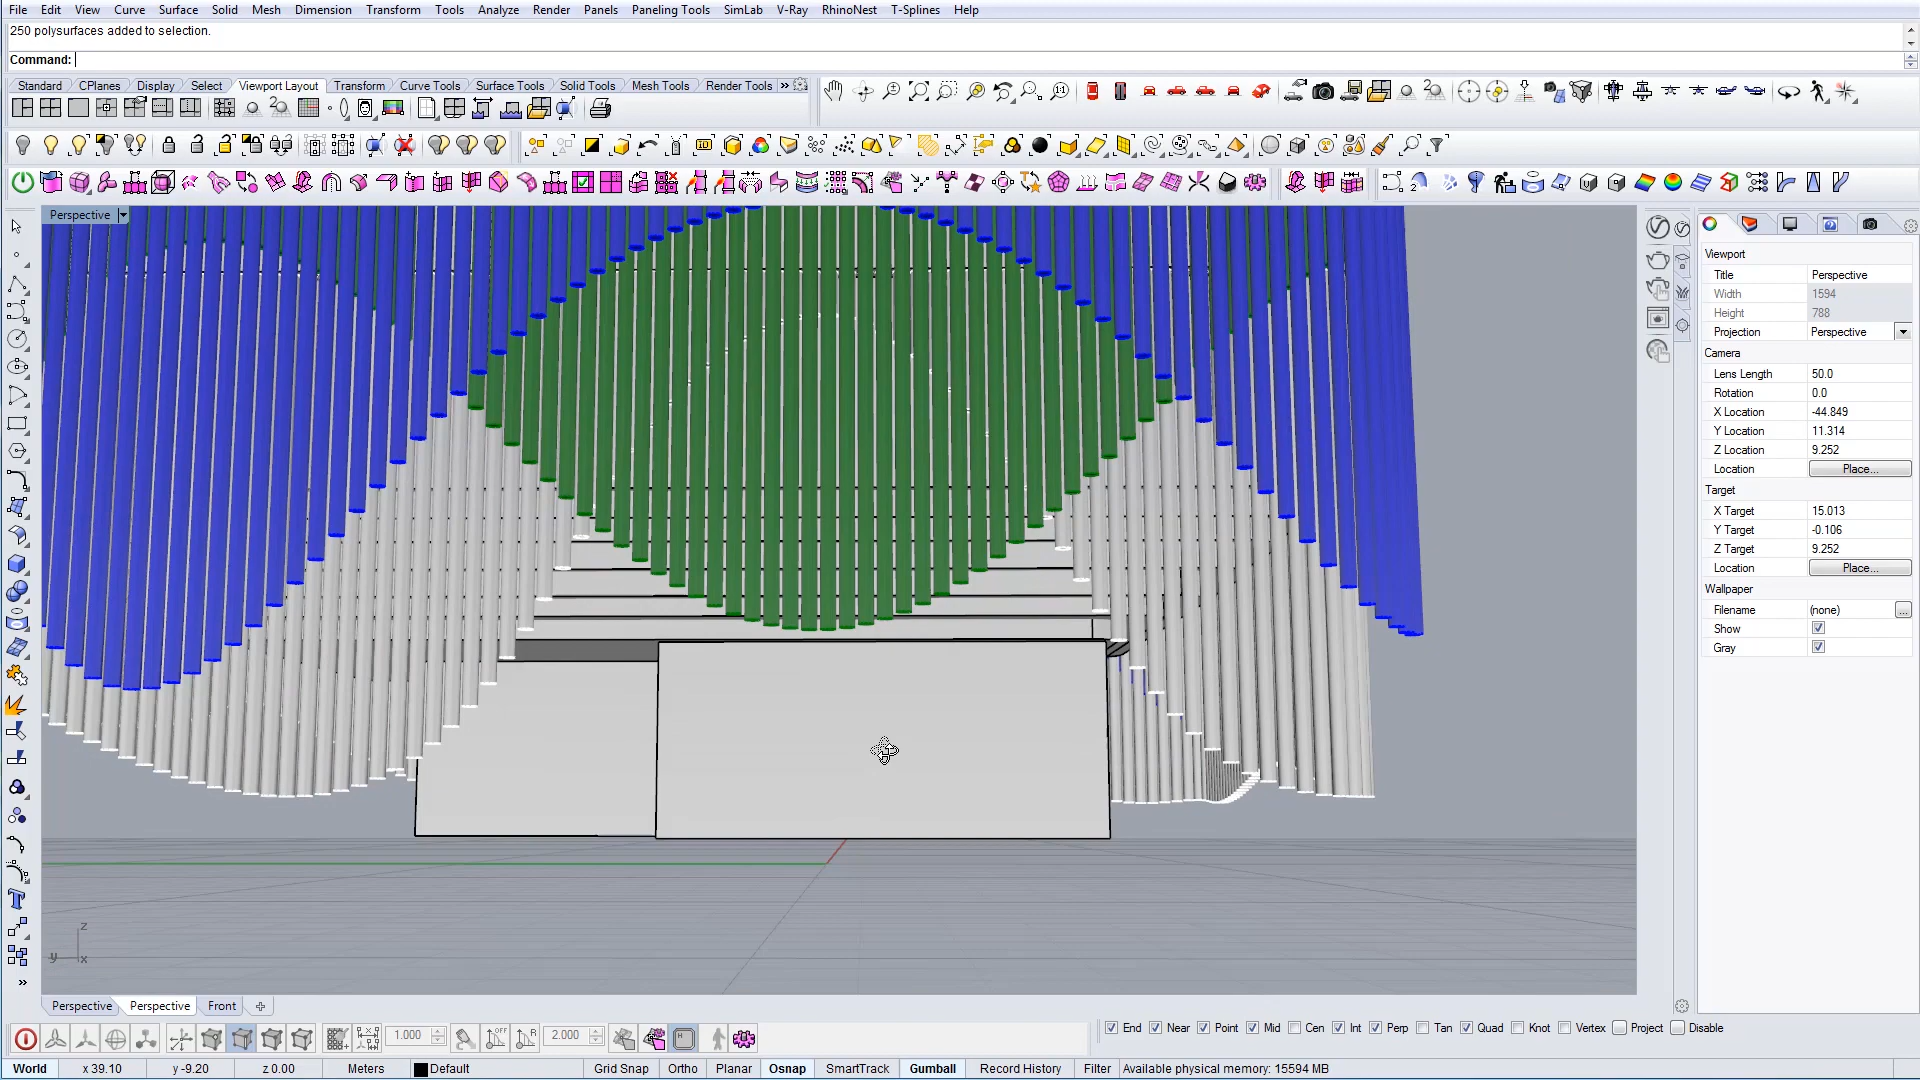 File Edit View Curve Surface Solid Mesh Dimension Transform Tools Analyze Render Panels Paneling Tools SimLab V-Ray RhinoNest T-Splines Help
250 polysurfaces added to selection.
Command:
Standard CPlanes Display Select Viewport Layout Transform Curve Tools Surface Tools Solid Tools Mesh Tools Render Tools »
Perspective
Viewport
Title Perspective
Width 1594
Height 788
Projection Perspective
Camera
Lens Length 50.0
Rotation 0.0
X Location -44.849
Y Location 11.314
Z Location 9.252
Location Place...
Target
X Target 15.013
Y Target -0.106
Z Target 9.252
Location Place...
Wallpaper
Filename (none) ...
Show
Gray
z
y x
»
Perspective Perspective Front
1.000 2.000 End Near Point Mid Cen Int Perp Tan Quad Knot Vertex Project Disable
World x 39.10 y -9.20 z 0.00 Meters Default Grid Snap Ortho Planar Osnap SmartTrack Gumball Record History Filter Available physical memory: 15594 MB